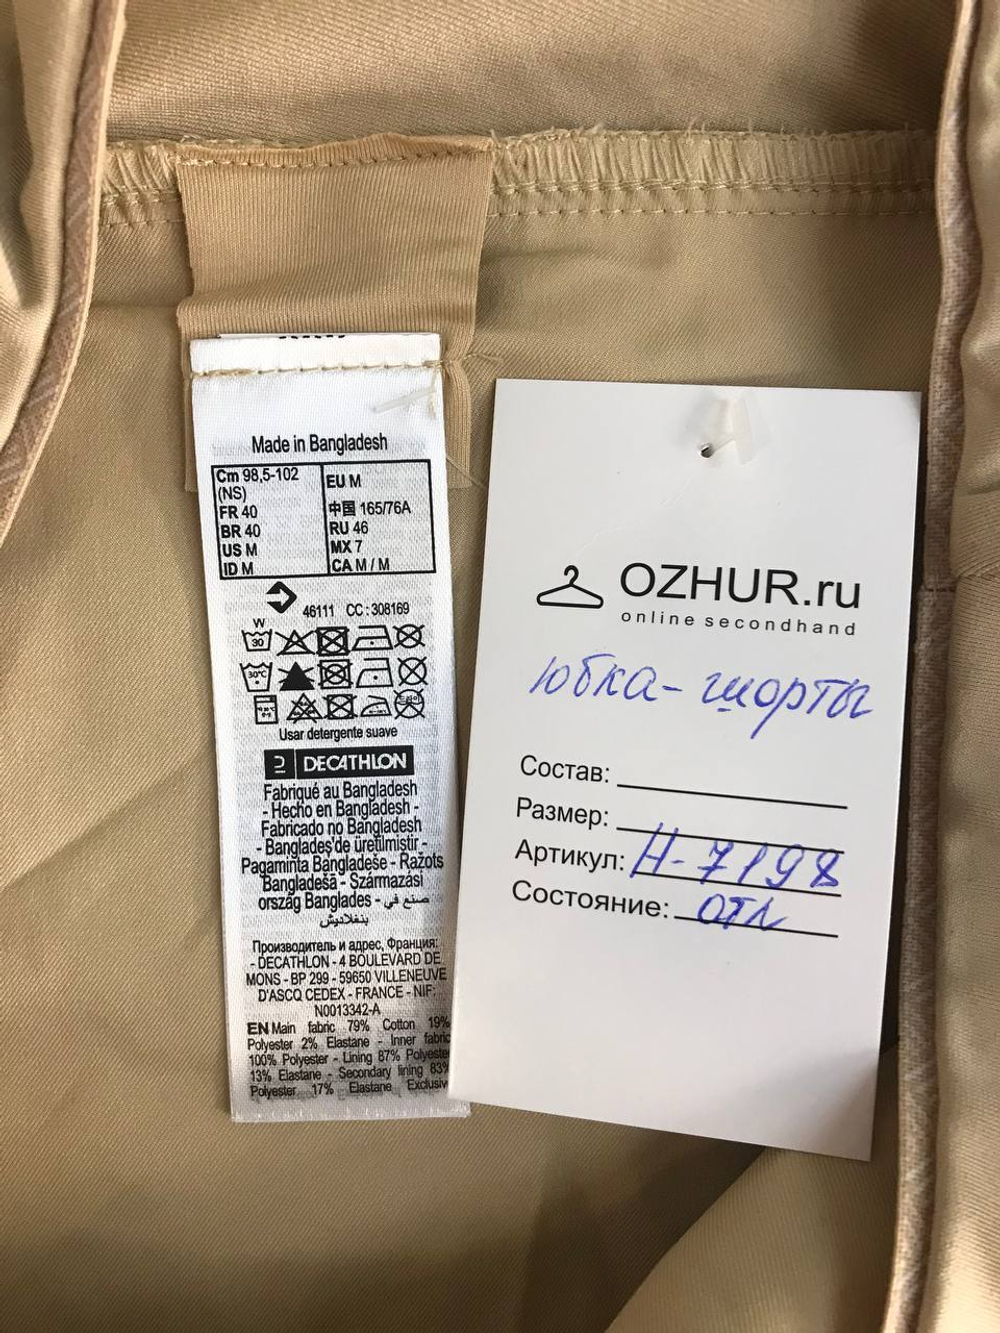 Made in Bangladesh
Cm 98,5-102
(NS)
FR 40
BR 40
US M
ID M
EU M
中国 165/76A
RU 46
MX 7
CA M / M
46111 CC : 308169
W
30
30°C
Usar detergente suave
DECATHLON
Fabriqué au Bangladesh
- Hecho en Bangladesh -
Fabricado no Bangladesh
- Bangladeş'de üretilmiştir -
Pagaminta Bangladeše - Ražots
Bangladešā - Származási
ország Banglades - صنع في
بنغلاديش
Производитель и адрес, Франция:
- DECATHLON - 4 BOULEVARD DE
MONS - BP 299 - 59650 VILLENEUVE
D'ASCQ CEDEX - FRANCE - NIF:
N0013342-A
EN Main fabric 79% Cotton 19%
Polyester 2% Elastane - Inner fabric
100% Polyester - Lining 87% Polyester
13% Elastane - Secondary lining 83%
Polyester 17% Elastane Exclusiv
OZHUR.ru
online secondhand
юбка-шорты
Состав:
Размер:
Артикул: Н-7198
Состояние: отл